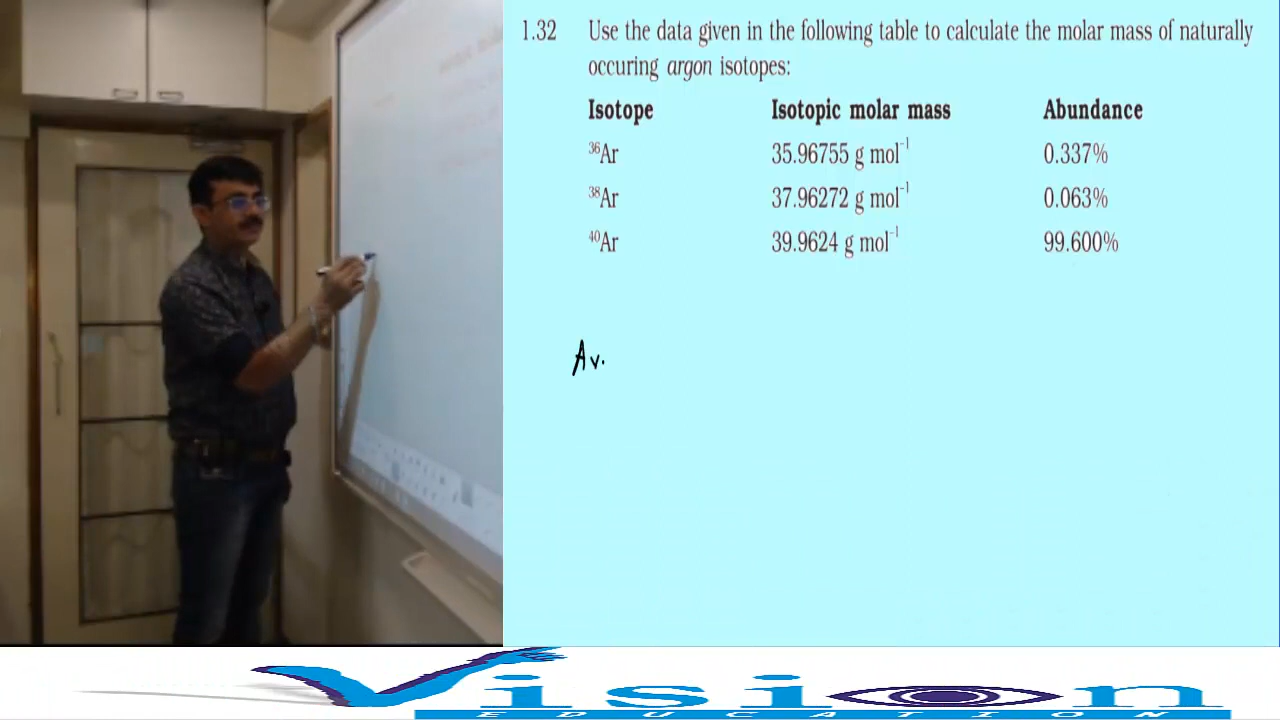 1.32 Use the data given in the following table to calculate the molar mass of naturally
occuring argon isotopes:
Isotope Isotopic molar mass Abundance
³⁶Ar 35.96755 g mol⁻¹ 0.337%
³⁸Ar 37.96272 g mol⁻¹ 0.063%
⁴⁰Ar 39.9624 g mol⁻¹ 99.600%
Av.
Vision
EDUCATION